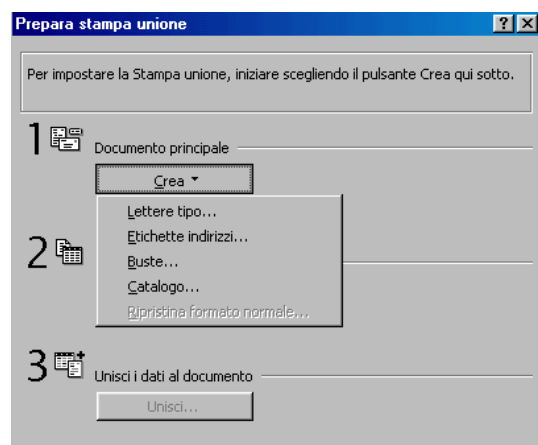 Prepara stampa unione
Per impostare la Stampa unione, iniziare scegliendo il pulsante Crea qui sotto.
1
Documento principale
Crea
Lettere tipo...
Etichette indirizzi...
Buste...
Catalogo...
Ripristina formato normale...
2
3
Unisci i dati al documento
Unisci...